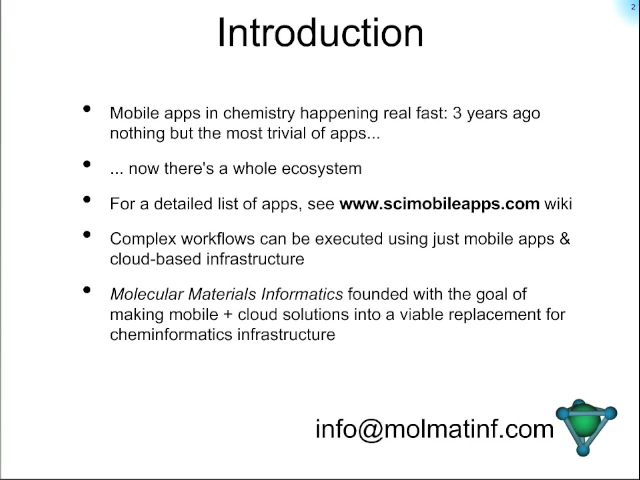 2
Introduction
• Mobile apps in chemistry happening real fast: 3 years ago
nothing but the most trivial of apps...
• ... now there's a whole ecosystem
• For a detailed list of apps, see www.scimobileapps.com wiki
• Complex workflows can be executed using just mobile apps &
cloud-based infrastructure
• Molecular Materials Informatics founded with the goal of
making mobile + cloud solutions into a viable replacement for
cheminformatics infrastructure
info@molmatinf.com